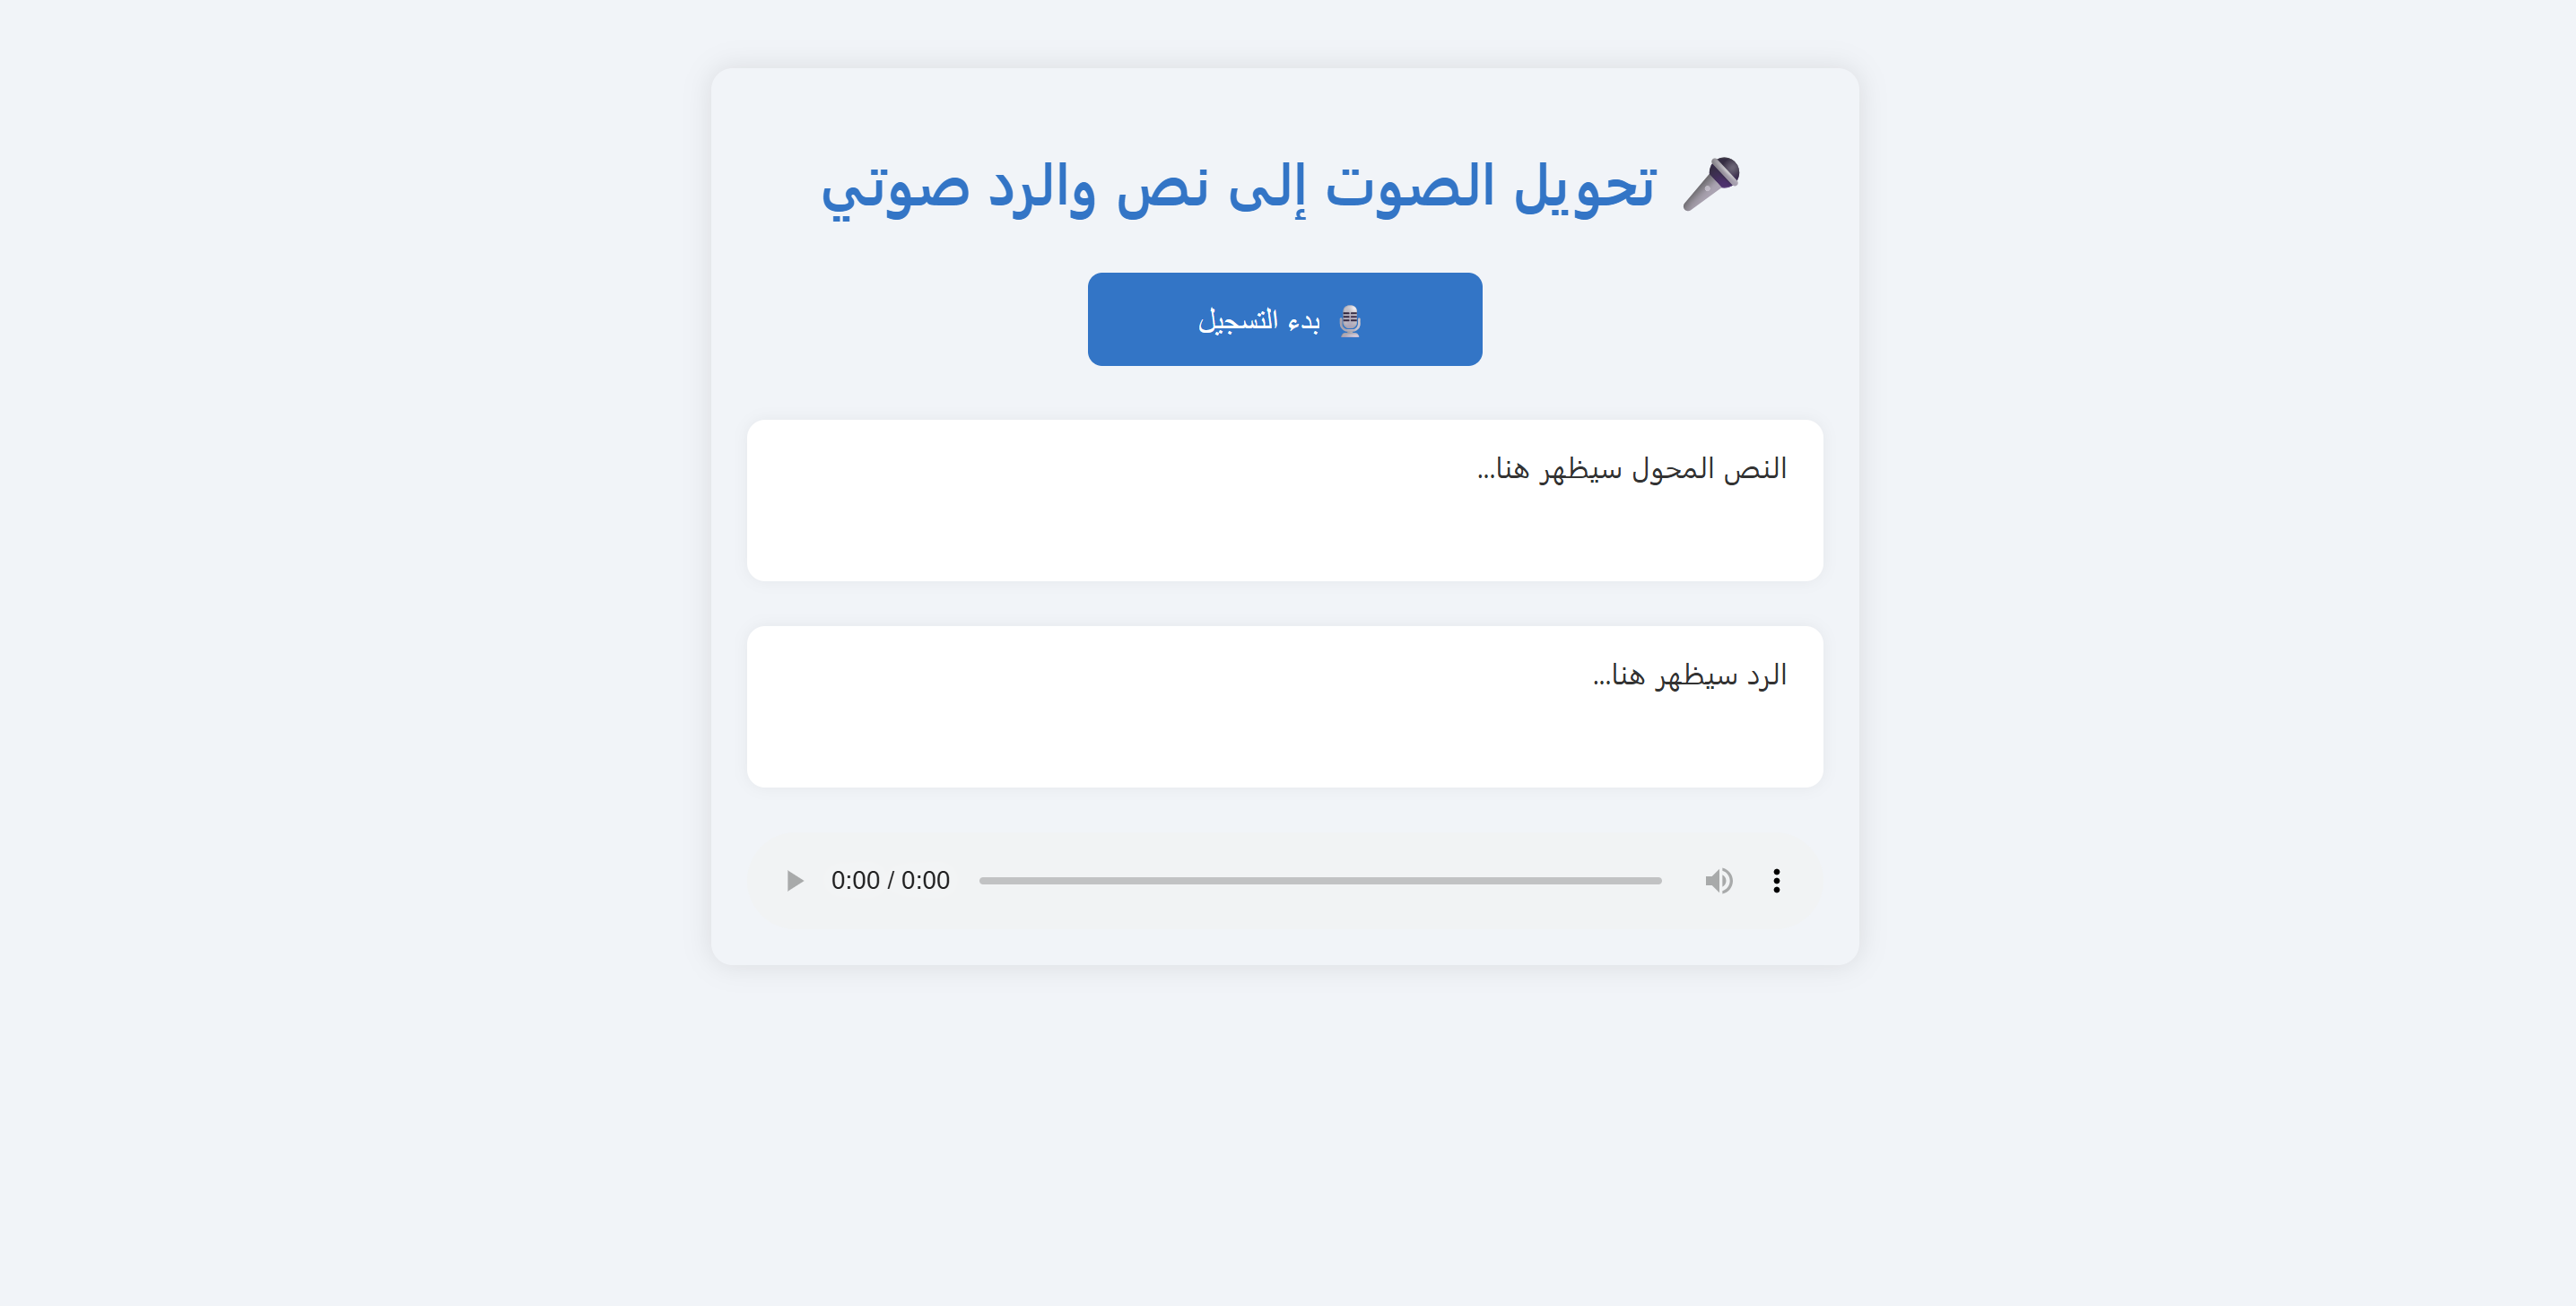 🎤 تحويل الصوت إلى نص والرد صوتي
🎙️ بدء التسجيل
النص المحول سيظهر هنا...
الرد سيظهر هنا...
0:00 / 0:00